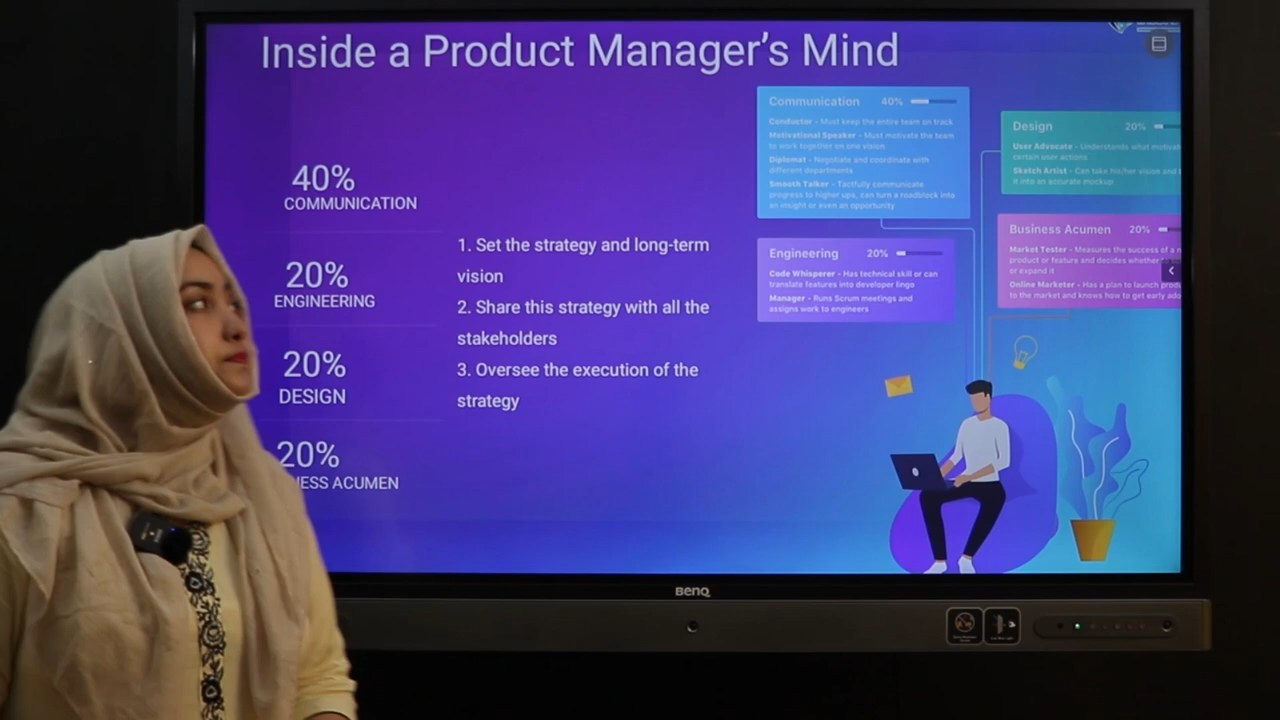 Inside a Product Manager's Mind
40%
COMMUNICATION
20%
ENGINEERING
20%
DESIGN
20%
NESS ACUMEN
1. Set the strategy and long-term
vision
2. Share this strategy with all the
stakeholders
3. Oversee the execution of the
strategy
Communication 40%
Conductor - Must keep the entire team on track
Motivational Speaker - Must motivate the team
to work together on one vision
Diplomat - Negotiate and coordinate with
different departments
Smooth Talker - Tactfully communicate
progress to higher ups, can turn a roadblock into
an insight or even an opportunity
Engineering 20%
Code Whisperer - Has technical skill or can
translate features into developer lingo
Manager - Runs Scrum meetings and
assigns work to engineers
Design 20%
User Advocate - Understands what motivat
certain user actions
Sketch Artist - Can take his/her vision and
it into an accurate mockup
Business Acumen 20%
Market Tester - Measures the success of a
product or feature and decides whether
or expand it
Online Marketer - Has a plan to launch prod
to the market and knows how to get early ado
BenQ